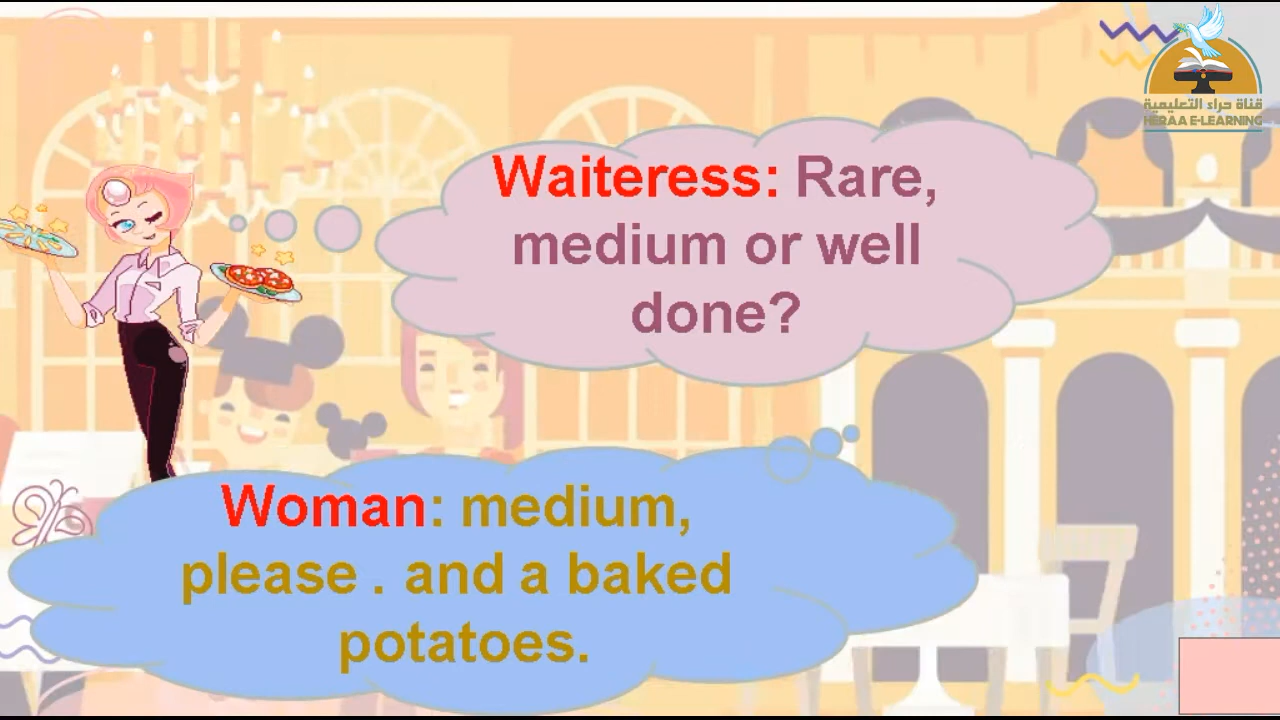 قناة حراء التعليمية
HERAA E-LEARNING
Waiteress: Rare,
medium or well
done?
Woman: medium,
please . and a baked
potatoes.